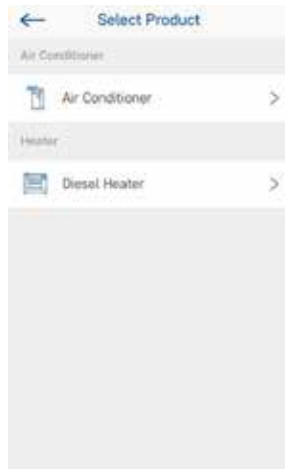 Select Product
Air Conditioner
Air Conditioner
Heater
Diesel Heater